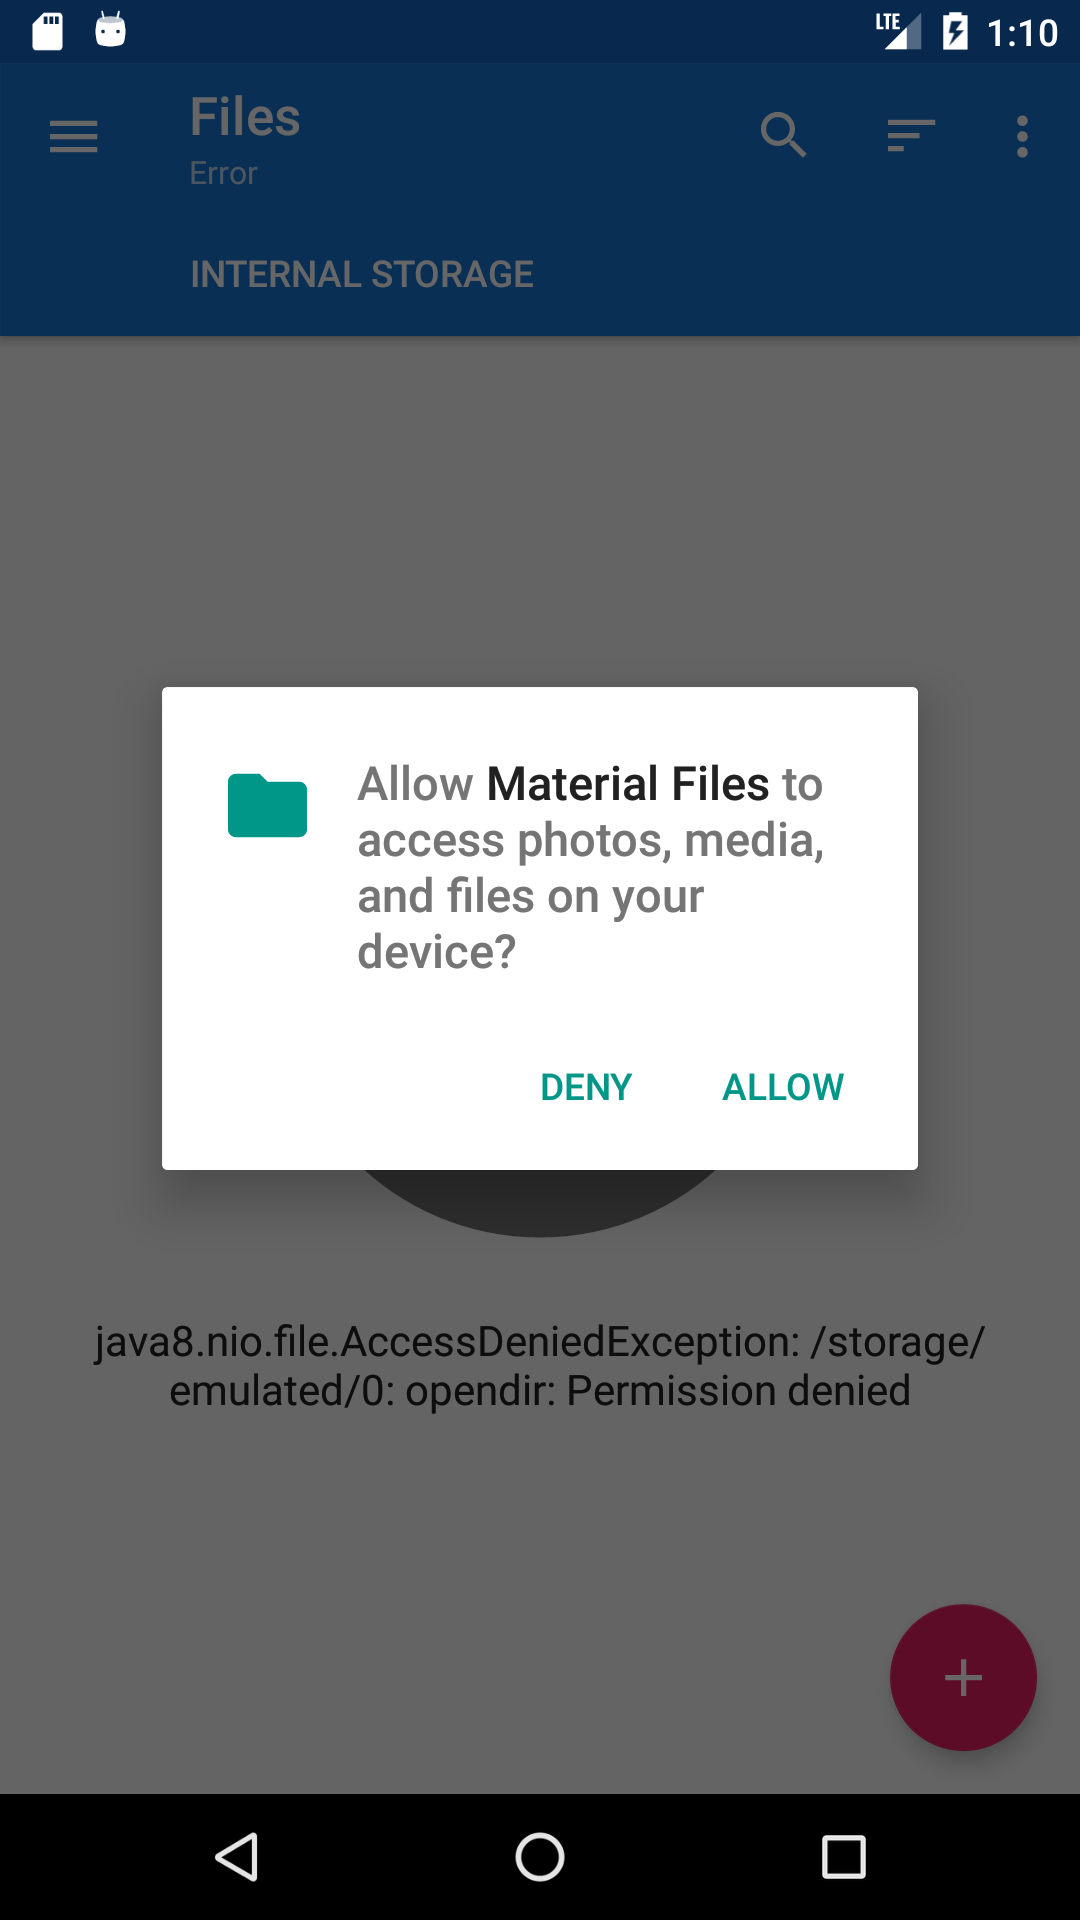 LTE 1:10
Files
Error
INTERNAL STORAGE
Allow Material Files to
access photos, media,
and files on your
device?
DENY ALLOW
java8.nio.file.AccessDeniedException: /storage/
emulated/0: opendir: Permission denied